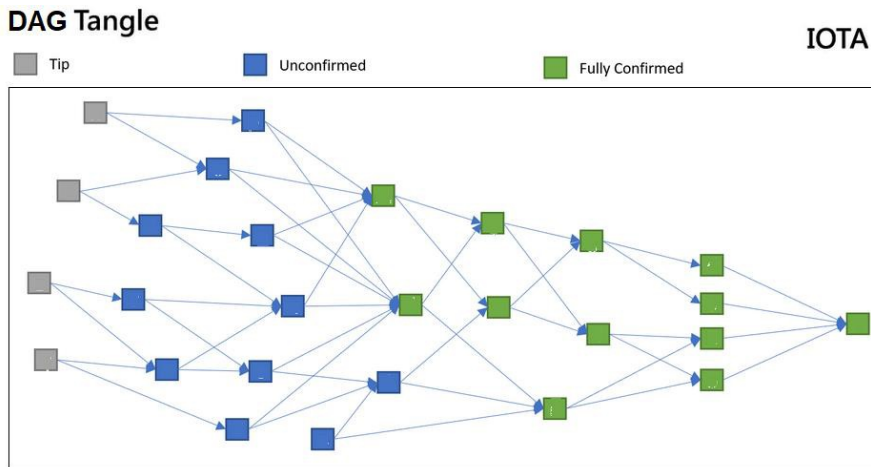 DAG Tangle
IOTA
Tip
Unconfirmed
Fully Confirmed